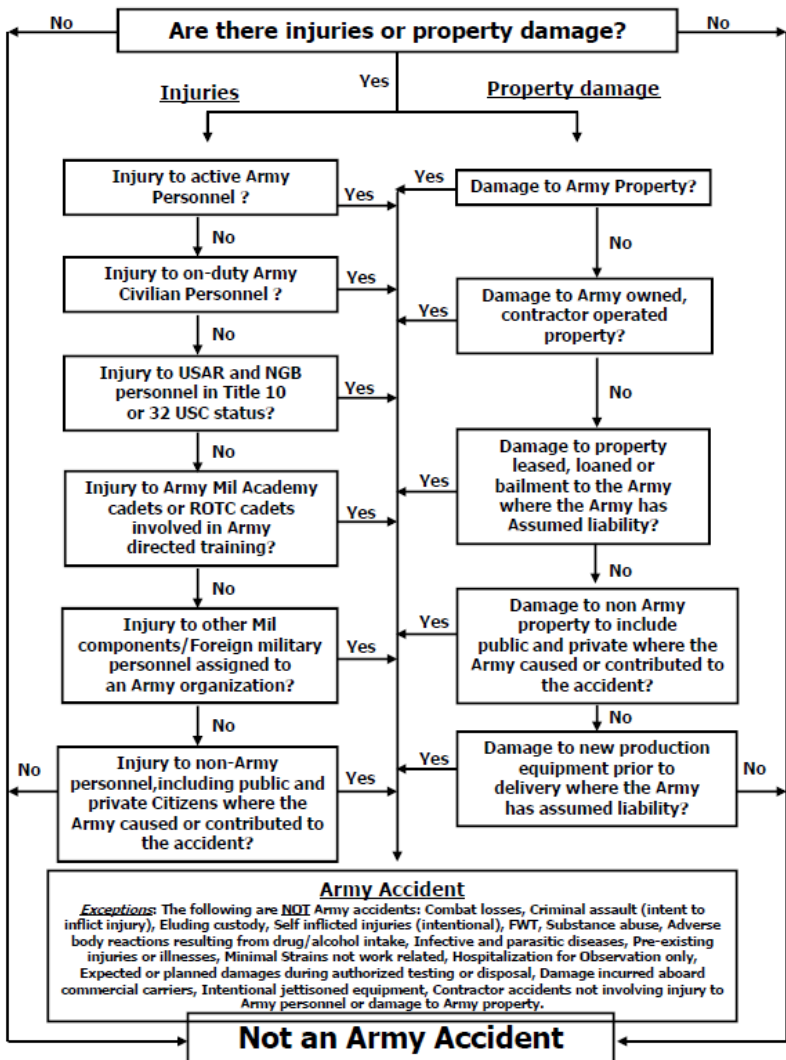 No
Are there injuries or property damage?
No
Yes
Injuries
Property damage
Injury to active Army
Personnel ?
Yes
Yes
Damage to Army Property?
No
No
Injury to on-duty Army
Civilian Personnel ?
Yes
Yes
Damage to Army owned,
contractor operated
property?
No
No
Injury to USAR and NGB
personnel in Title 10
or 32 USC status?
Yes
No
Damage to property
leased, loaned or
bailment to the Army
where the Army has
Assumed liability?
Yes
Injury to Army Mil Academy
cadets or ROTC cadets
involved in Army
directed training?
Yes
No
No
Injury to other Mil
components/Foreign military
personnel assigned to
an Army organization?
Yes
Yes
Damage to non Army
property to include
public and private where the
Army caused or contributed to
the accident?
No
No
No
Injury to non-Army
personnel,including public and
private Citizens where the
Army caused or contributed to
the accident?
Yes
Yes
Damage to new production
equipment prior to
delivery where the Army
has assumed liability?
No
Army Accident
Exceptions: The following are NOT Army accidents: Combat losses, Criminal assault (intent to
inflict injury), Eluding custody, Self inflicted injuries (intentional), FWT, Substance abuse, Adverse
body reactions resulting from drug/alcohol intake, Infective and parasitic diseases, Pre-existing
injuries or illnesses, Minimal Strains not work related, Hospitalization for Observation only,
Expected or planned damages during authorized testing or disposal, Damage incurred aboard
commercial carriers, Intentional jettisoned equipment, Contractor accidents not involving injury to
Army personnel or damage to Army property.
Not an Army Accident